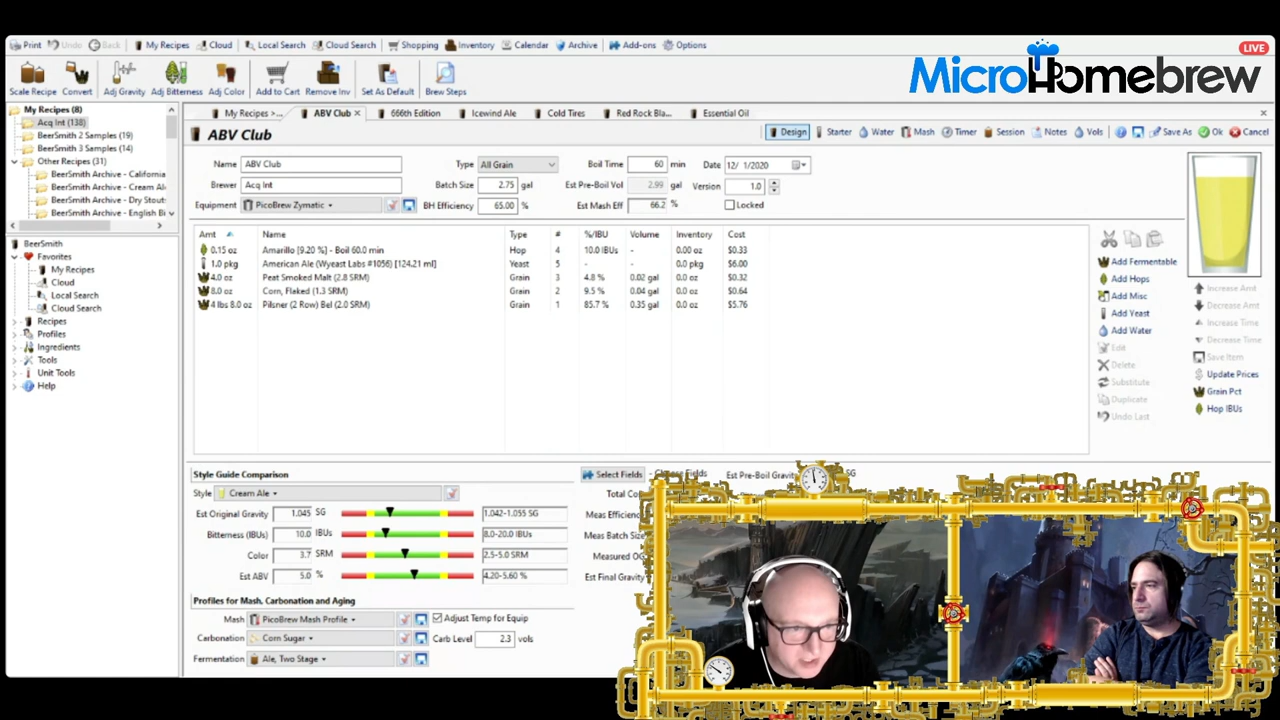 Print Undo Back My Recipes Cloud Local Search Cloud Search Shopping Inventory Calendar Archive Add-ons Options
LIVE
MicroHomebrew
Scale Recipe Convert Adj Gravity Adj Bitterness Adj Color Add to Cart Remove Inv Set As Default Brew Steps
My Recipes (8)
Acq Int (138)
BeerSmith 2 Samples (19)
BeerSmith 3 Samples (14)
Other Recipes (31)
BeerSmith Archive - California
BeerSmith Archive - Cream Al
BeerSmith Archive - Dry Stout
BeerSmith Archive - English Bi
BeerSmith
Favorites
My Recipes
Cloud
Local Search
Cloud Search
Recipes
Profiles
Ingredients
Tools
Unit Tools
Help
My Recipes >... ABV Club 666th Edition Icewind Ale Cold Tires Red Rock Bla... Essential Oil
ABV Club
Design Starter Water Mash Timer Session Notes Vols Save As Ok Cancel
Name ABV Club Type All Grain Boil Time 60 min Date 12/ 1/2020
Brewer Acq Int Batch Size 2.75 gal Est Pre-Boil Vol 2.99 gal Version 1.0
Equipment PicoBrew Zymatic BH Efficiency 65.00 % Est Mash Eff 66.2 % Locked
Amt Name Type # %/IBU Volume Inventory Cost
0.15 oz Amarillo [9.20 %] - Boil 60.0 min Hop 4 10.0 IBUs - 0.00 oz $0.33
1.0 pkg American Ale (Wyeast Labs #1056) [124.21 ml] Yeast 5 - - 0.0 pkg $6.00
4.0 oz Peat Smoked Malt (2.8 SRM) Grain 3 4.8 % 0.02 gal 0.0 oz $0.32
8.0 oz Corn, Flaked (1.3 SRM) Grain 2 9.5 % 0.04 gal 0.0 oz $0.64
4 lbs 8.0 oz Pilsner (2 Row) Bel (2.0 SRM) Grain 1 85.7 % 0.35 gal 0.0 oz $5.76
Add Fermentable
Add Hops
Add Misc
Add Yeast
Add Water
Edit
Delete
Substitute
Duplicate
Undo Last
Increase Amt
Decrease Amt
Increase Time
Decrease Time
Save Item
Update Prices
Grain Pct
Hop IBUs
Style Guide Comparison
Style Cream Ale
Est Original Gravity 1.045 SG 1.042-1.055 SG
Bitterness (IBUs) 10.0 IBUs 8.0-20.0 IBUs
Color 3.7 SRM 2.5-5.0 SRM
Est ABV 5.0 % 4.20-5.60 %
Profiles for Mash, Carbonation and Aging
Mash PicoBrew Mash Profile Adjust Temp for Equip
Carbonation Corn Sugar Carb Level 2.3 vols
Fermentation Ale, Two Stage
Select Fields Est Pre-Boil Gravity SG
Total
Meas Efficiency
Meas Batch Size
Measured OG
Est Final Gravity